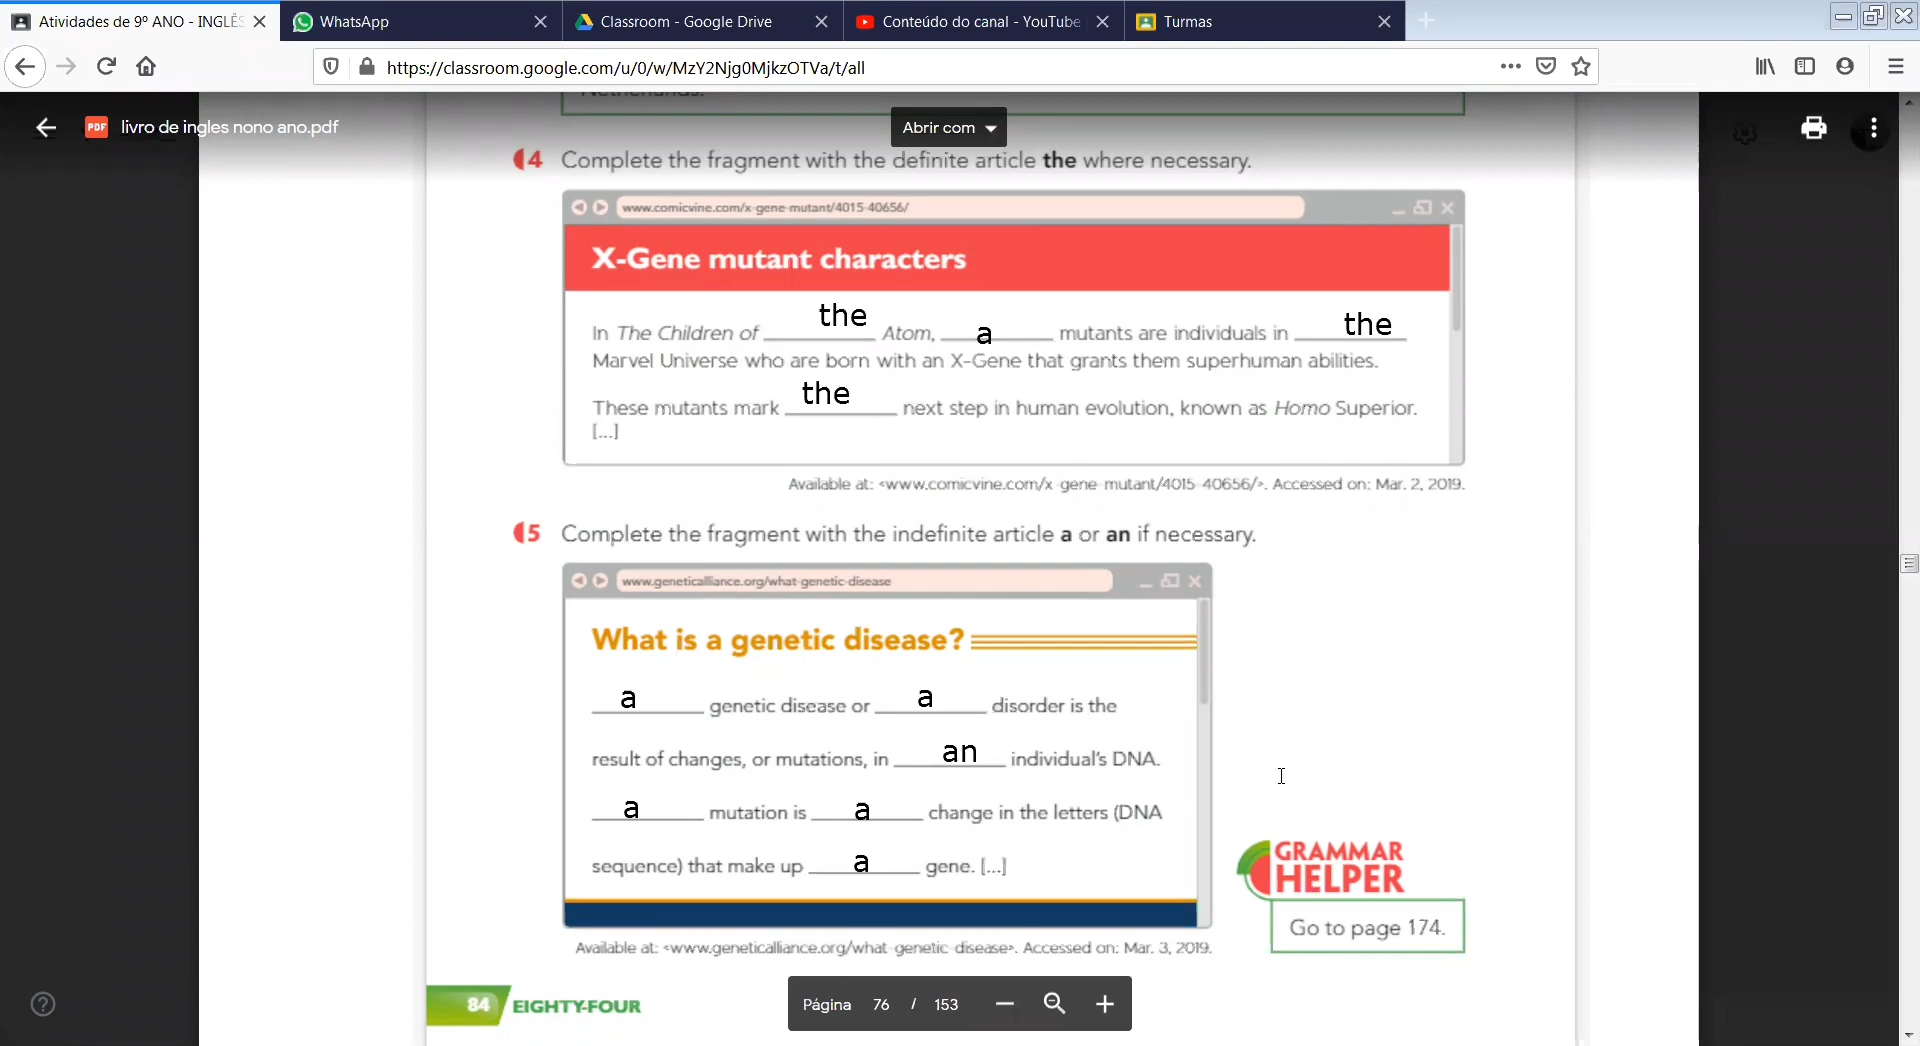 Atividades de 9º ANO - INGLÊS
WhatsApp
Classroom - Google Drive
Conteúdo do canal - YouTube
Turmas
https://classroom.google.com/u/0/w/MzY2Njg0MjkzOTVa/t/all
Netherlands.
PDF livro de ingles nono ano.pdf
Abrir com
4 Complete the fragment with the definite article the where necessary.
www.comicvine.com/x-gene-mutant/4015-40656/
X-Gene mutant characters
In The Children of the Atom, a mutants are individuals in the
Marvel Universe who are born with an X-Gene that grants them superhuman abilities.
These mutants mark the next step in human evolution, known as Homo Superior.
[...]
Available at: <www.comicvine.com/x-gene-mutant/4015-40656/>. Accessed on: Mar. 2, 2019.
5 Complete the fragment with the indefinite article a or an if necessary.
www.geneticalliance.org/what-genetic-disease
What is a genetic disease?
a genetic disease or a disorder is the
result of changes, or mutations, in an individual's DNA.
a mutation is a change in the letters (DNA
sequence) that make up a gene. [...]
Available at: <www.geneticalliance.org/what-genetic-disease>. Accessed on: Mar. 3, 2019.
GRAMMAR
HELPER
Go to page 174.
84 EIGHTY-FOUR
Página 76 / 153